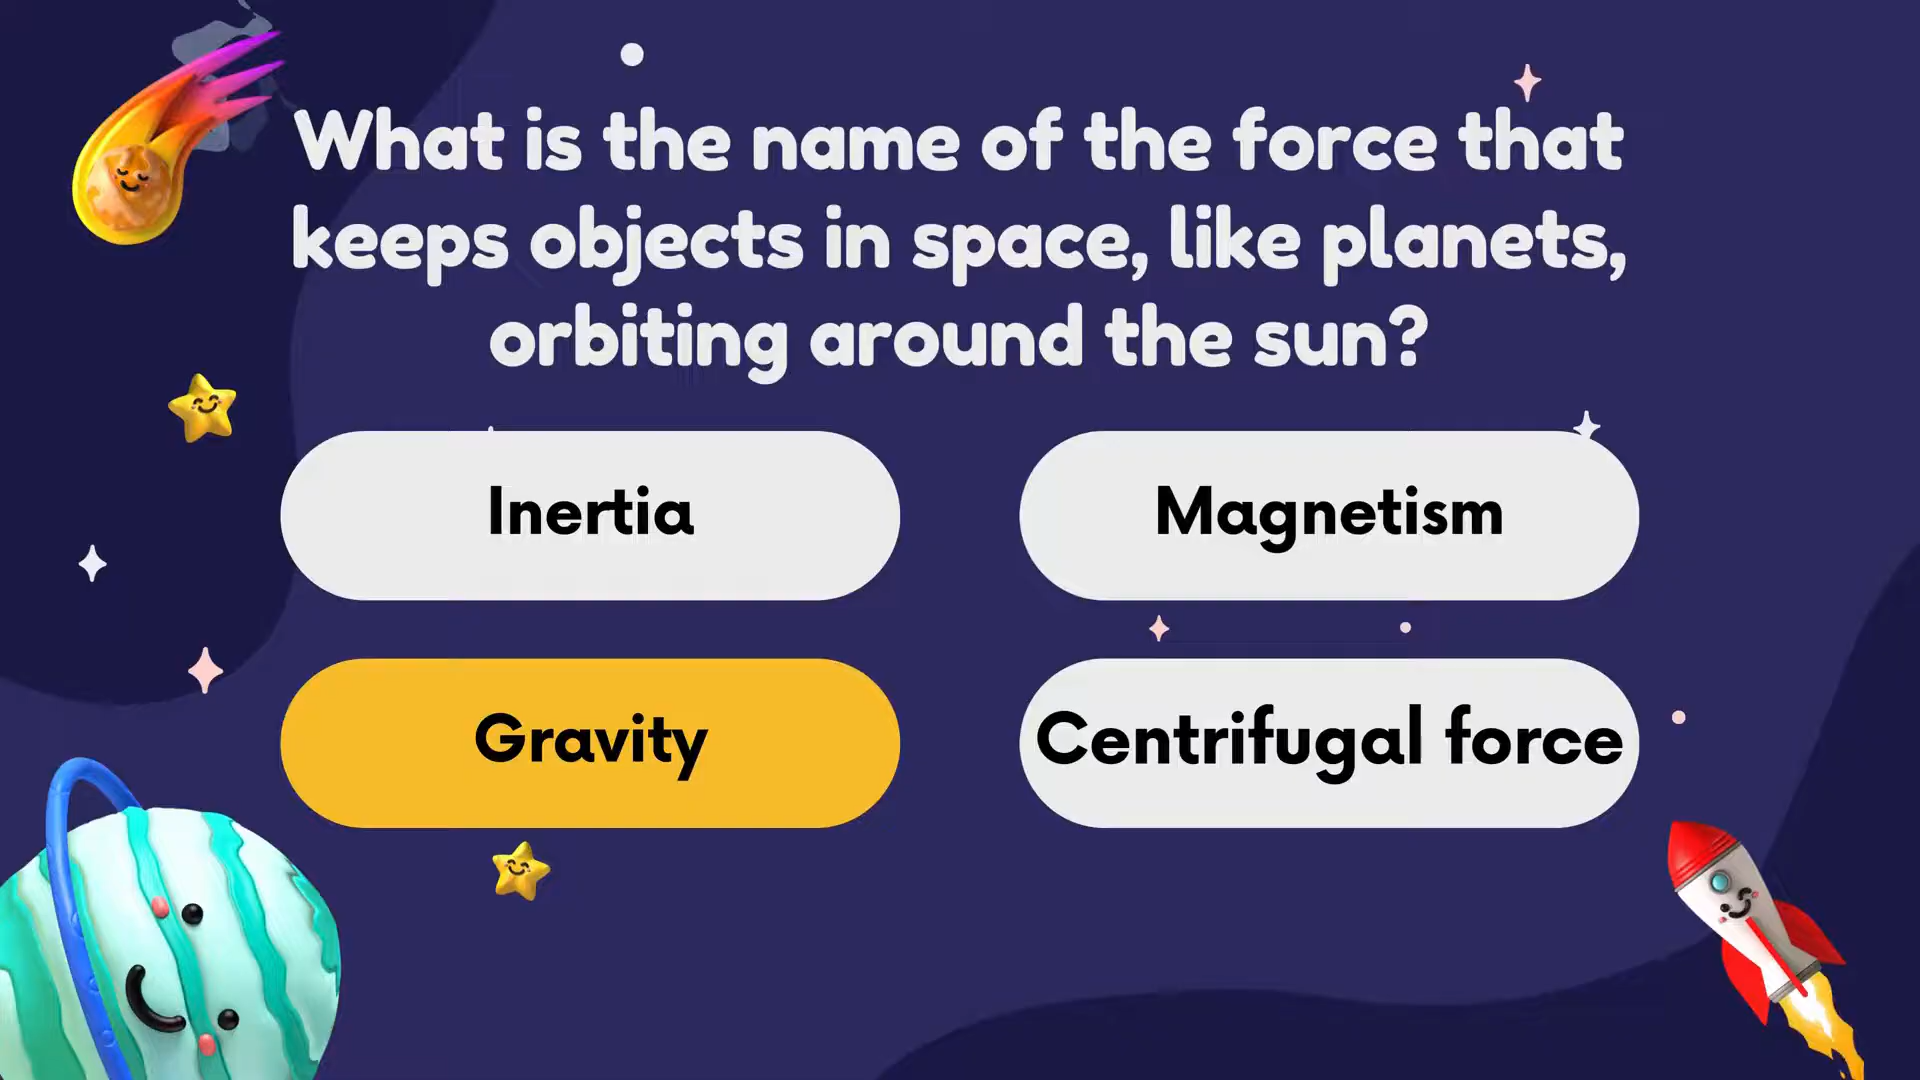 What is the name of the force that
keeps objects in space, like planets,
orbiting around the sun?
Inertia
Magnetism
Gravity
Centrifugal force